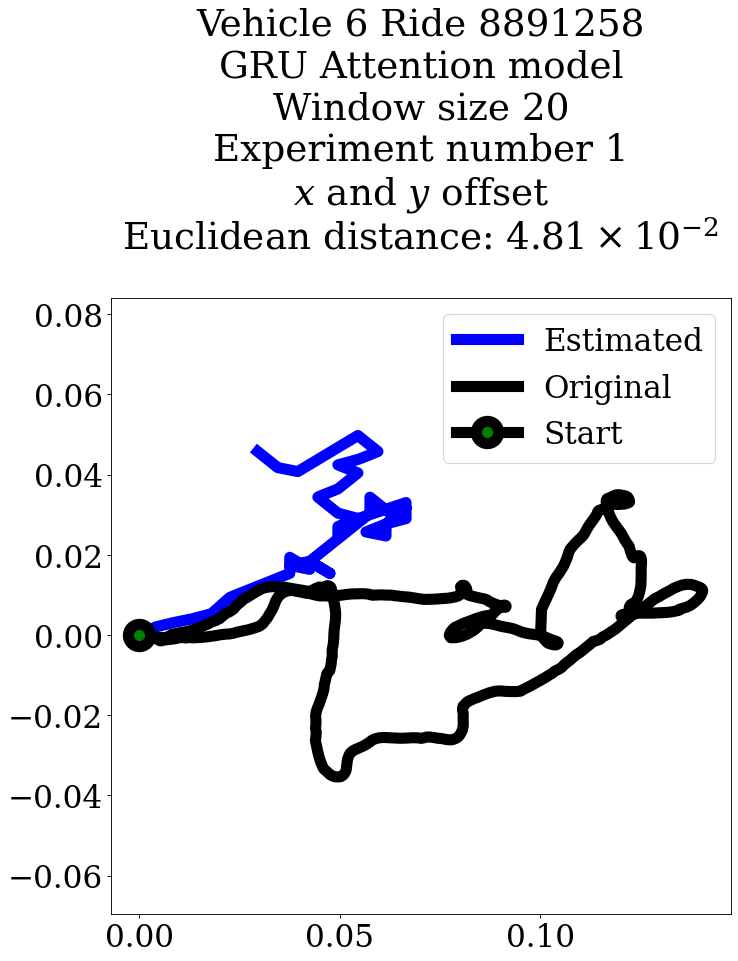 Vehicle 6 Ride 8891258
GRU Attention model
Window size 20
Experiment number 1
x and y offset
Euclidean distance: 4.81 × 10⁻²
Estimated
Original
Start
0.08
0.06
0.04
0.02
0.00
−0.02
−0.04
−0.06
0.00 0.05 0.10